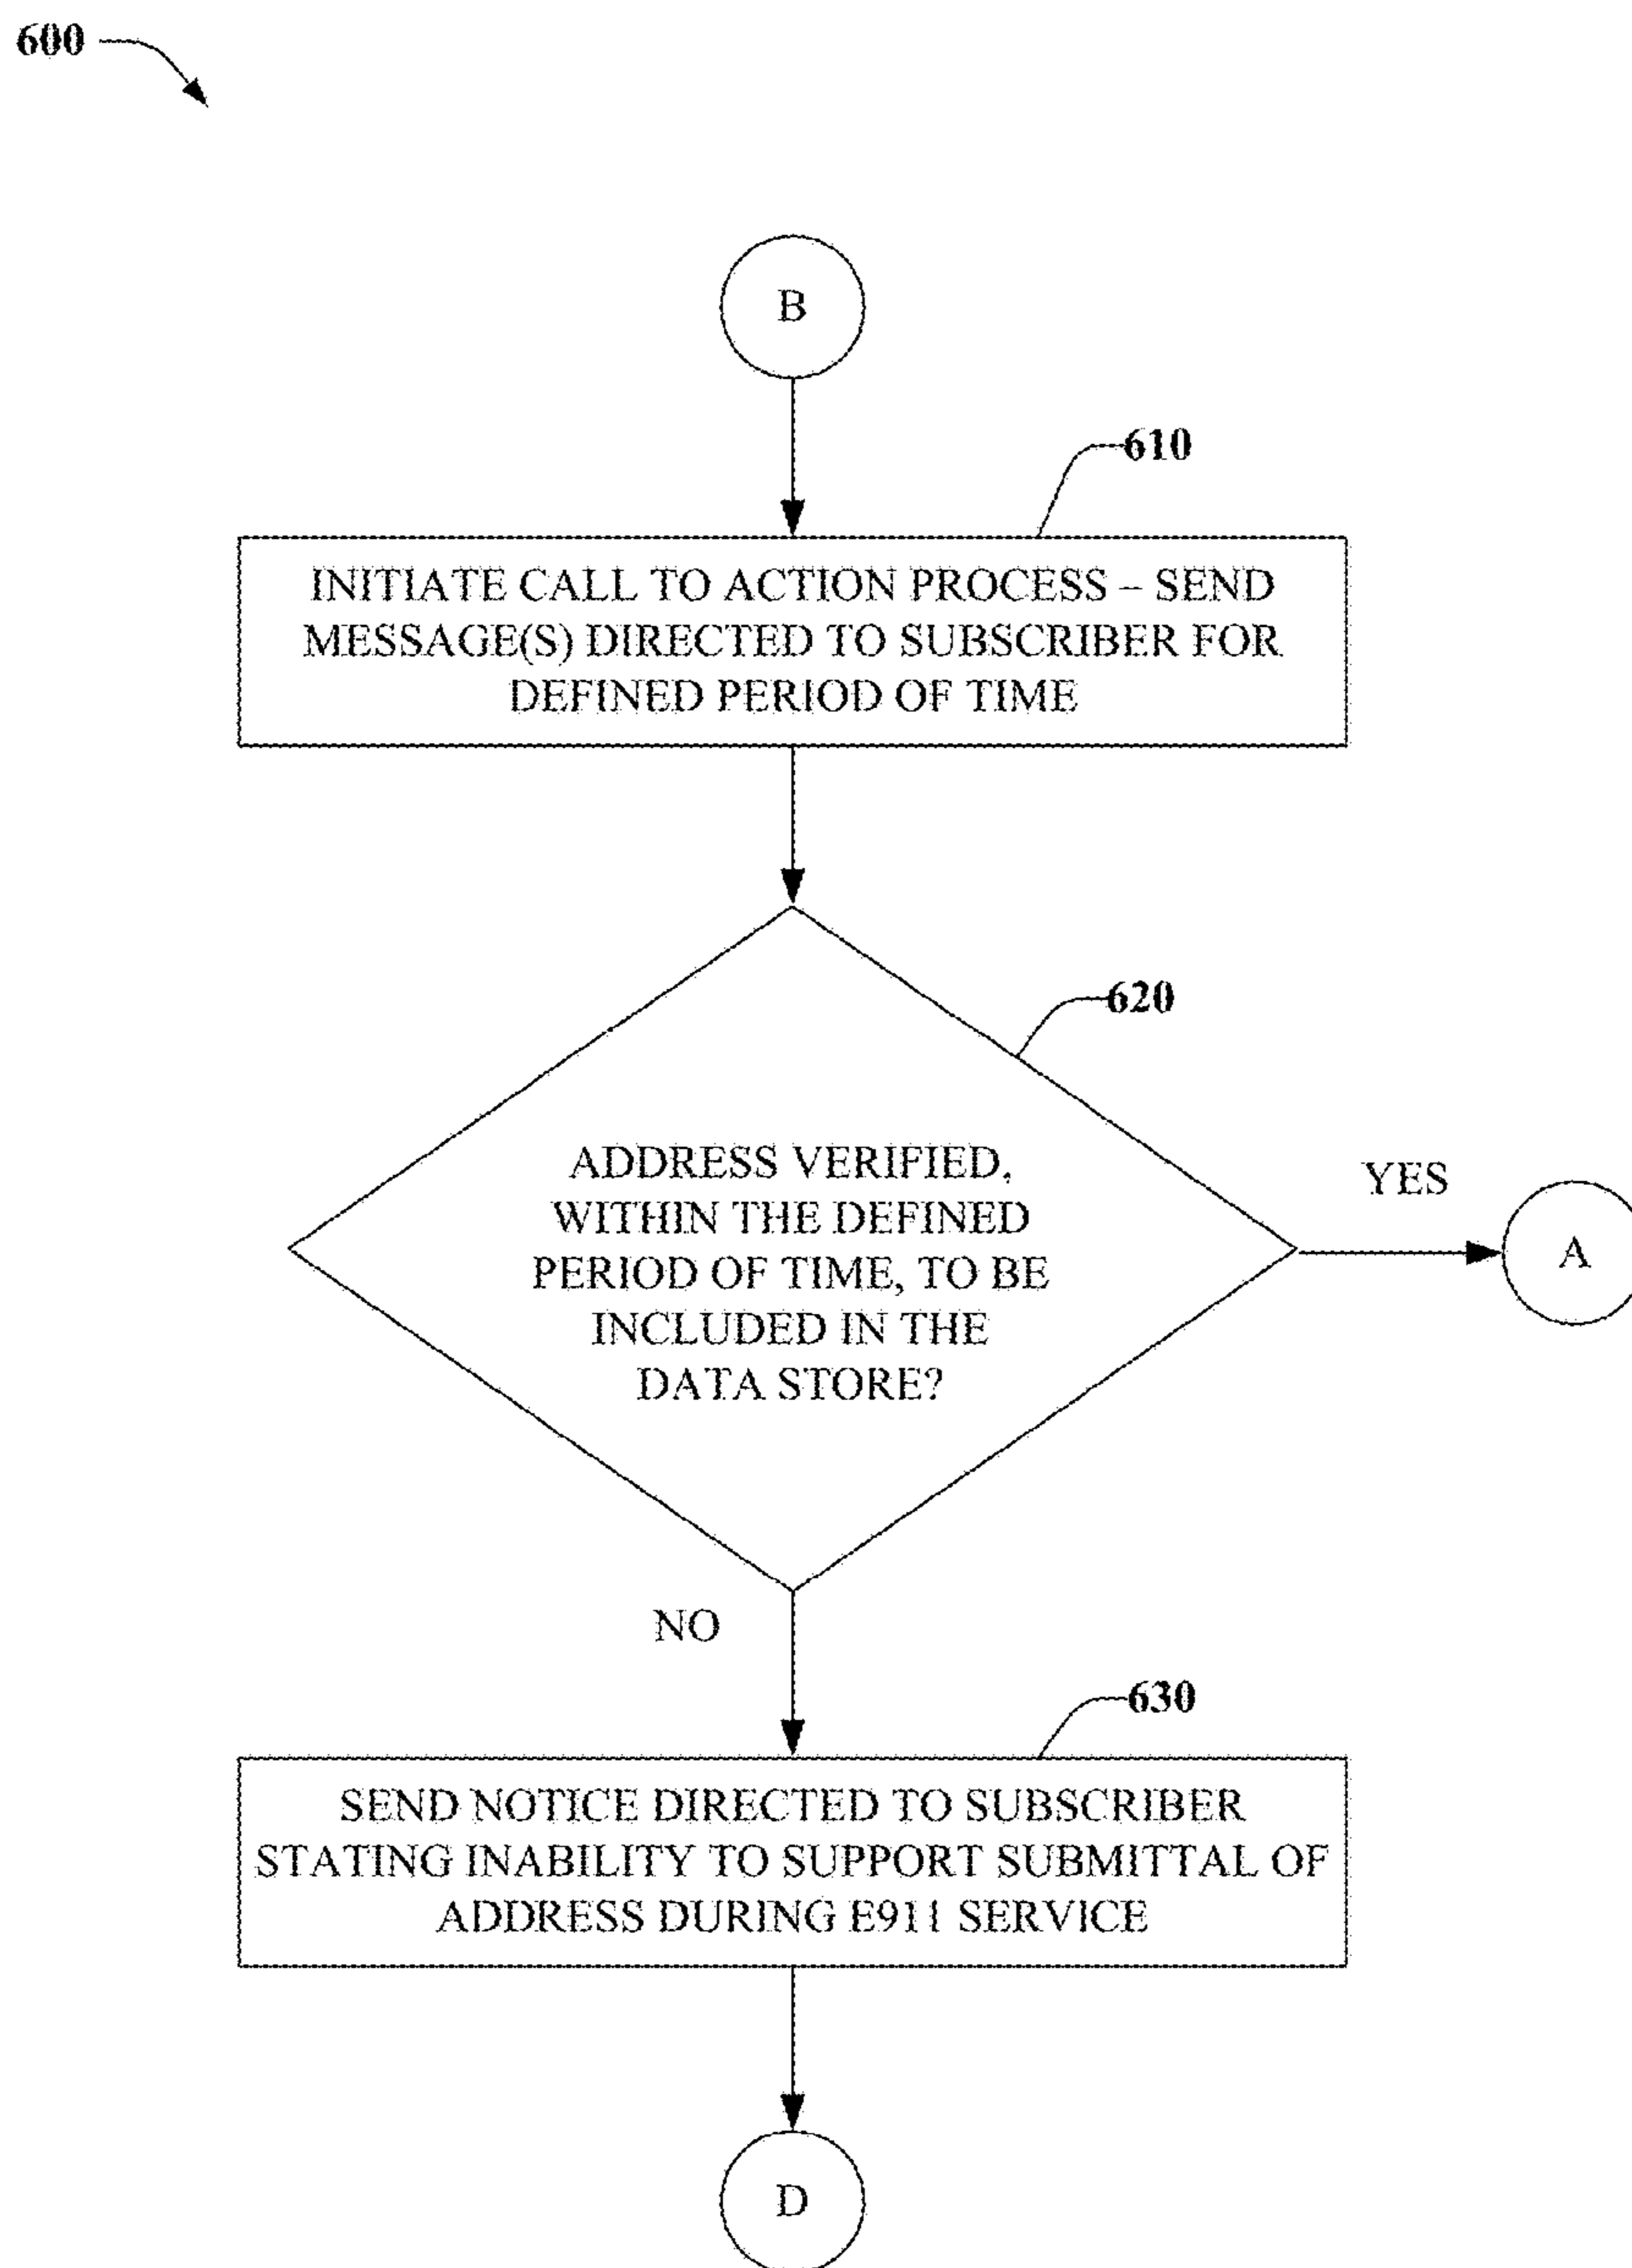 600
B
610
INITIATE CALL TO ACTION PROCESS – SEND
MESSAGE(S) DIRECTED TO SUBSCRIBER FOR
DEFINED PERIOD OF TIME
620
ADDRESS VERIFIED,
WITHIN THE DEFINED
PERIOD OF TIME, TO BE
INCLUDED IN THE
DATA STORE?
YES
A
NO
630
SEND NOTICE DIRECTED TO SUBSCRIBER
STATING INABILITY TO SUPPORT SUBMITTAL OF
ADDRESS DURING E911 SERVICE
D